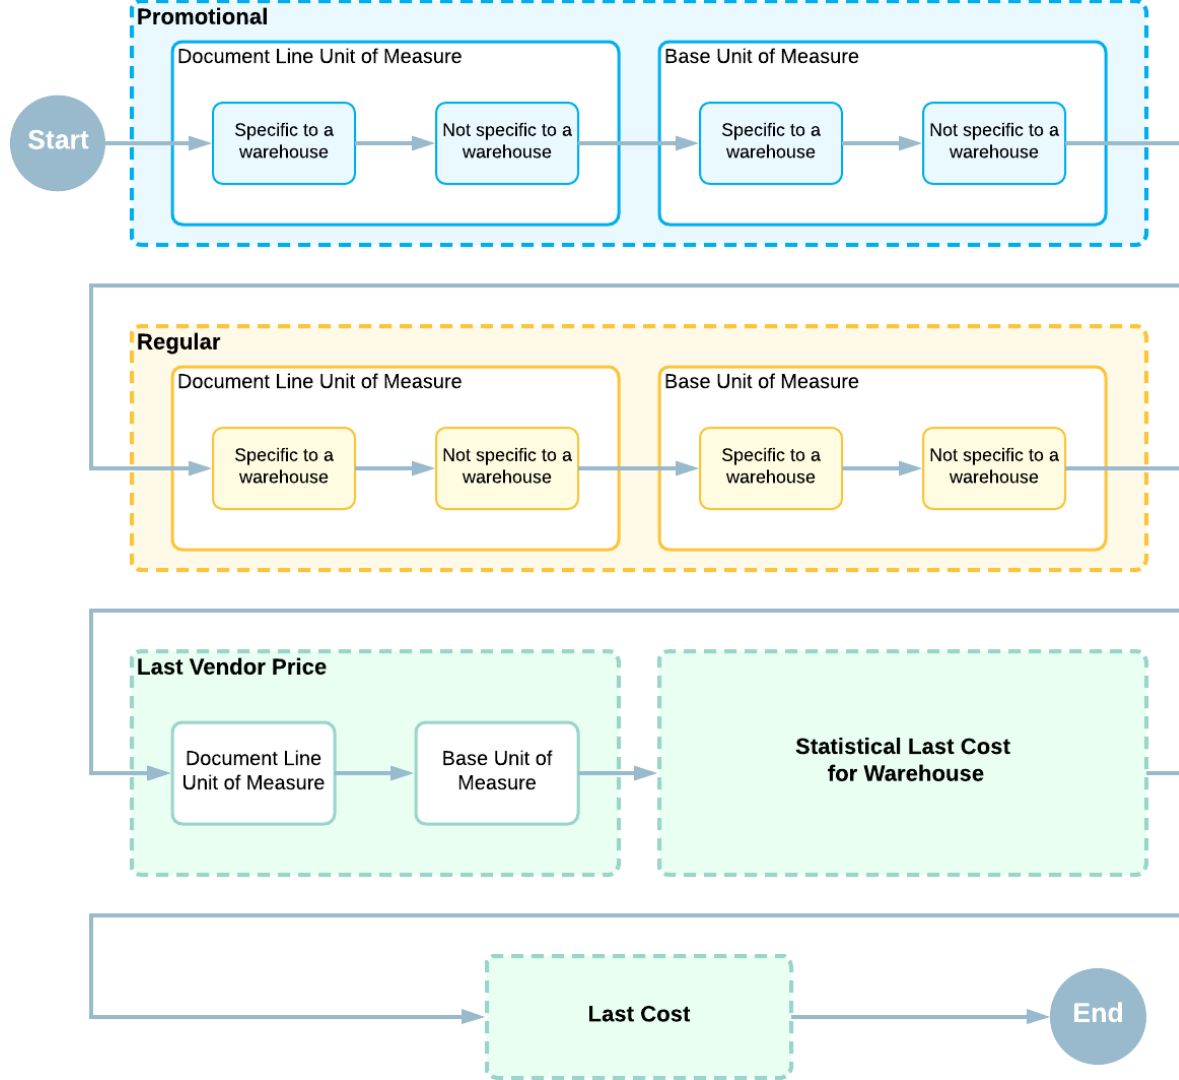 Promotional
Document Line Unit of Measure
Base Unit of Measure
Start
Specific to a
warehouse
Not specific to a
warehouse
Specific to a
warehouse
Not specific to a
warehouse
Regular
Document Line Unit of Measure
Base Unit of Measure
Specific to a
warehouse
Not specific to a
warehouse
Specific to a
warehouse
Not specific to a
warehouse
Last Vendor Price
Document Line
Unit of Measure
Base Unit of
Measure
Statistical Last Cost
for Warehouse
Last Cost
End